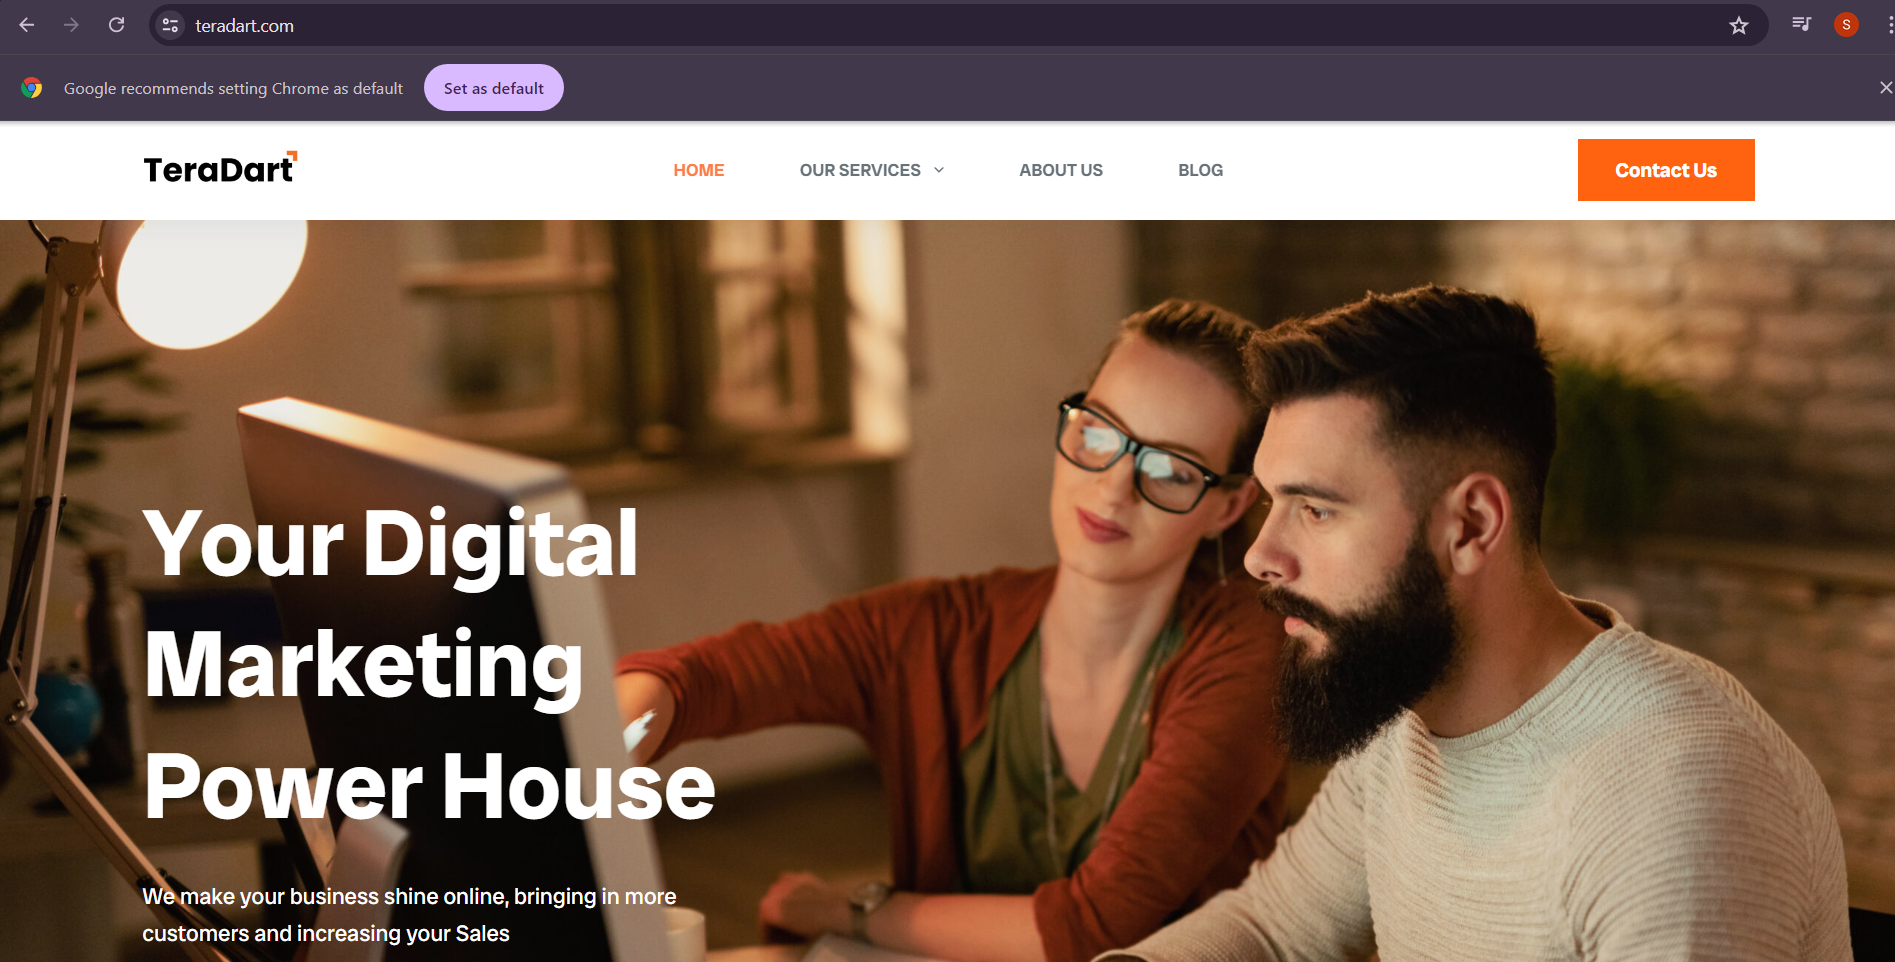 teradart.com
S
Google recommends setting Chrome as default
Set as default
TeraDart
HOME
OUR SERVICES
ABOUT US
BLOG
Contact Us
Your Digital
Marketing
Power House
We make your business shine online, bringing in more
customers and increasing your Sales